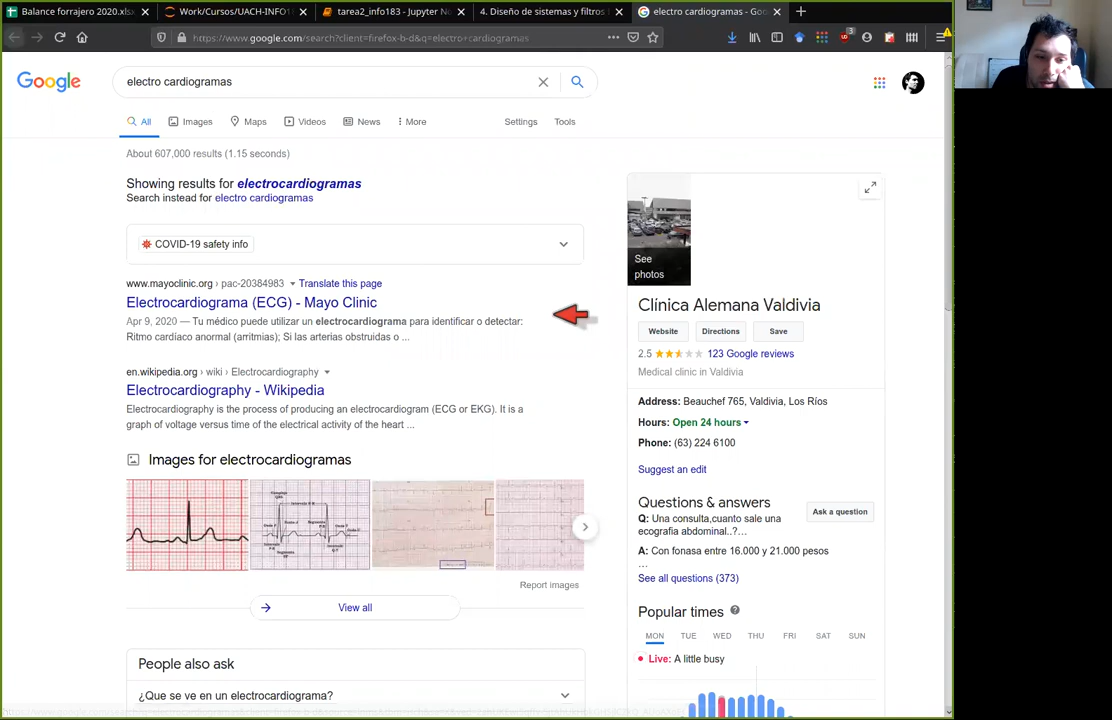 Balance forrajero 2020.xlsx
Work/Cursos/UACH-INFO18
tarea2_info183 - Jupyter No
4. Diseño de sistemas y filtros
electro cardiogramas - Goo
https://www.google.com/search?client=firefox-b-d&q=electro+cardiogramas
3
Google
electro cardiogramas
All
Images
Maps
Videos
News
More
Settings
Tools
About 607,000 results (1.15 seconds)
Showing results for electrocardiogramas
Search instead for electro cardiogramas
COVID-19 safety info
www.mayoclinic.org › pac-20384983
Translate this page
Electrocardiograma (ECG) - Mayo Clinic
Apr 9, 2020 — Tu médico puede utilizar un electrocardiograma para identificar o detectar:
Ritmo cardíaco anormal (arritmias); Si las arterias obstruidas o ...
en.wikipedia.org › wiki › Electrocardiography
Electrocardiography - Wikipedia
Electrocardiography is the process of producing an electrocardiogram (ECG or EKG). It is a
graph of voltage versus time of the electrical activity of the heart ...
Images for electrocardiogramas
Report images
View all
People also ask
¿Que se ve en un electrocardiograma?
See
photos
Clínica Alemana Valdivia
Website
Directions
Save
2.5
123 Google reviews
Medical clinic in Valdivia
Address: Beauchef 765, Valdivia, Los Ríos
Hours: Open 24 hours
Phone: (63) 224 6100
Suggest an edit
Questions & answers
Ask a question
Q: Una consulta,cuanto sale una
ecografia abdominal..?…
A: Con fonasa entre 16.000 y 21.000 pesos
…
See all questions (373)
Popular times
MON
TUE
WED
THU
FRI
SAT
SUN
Live: A little busy